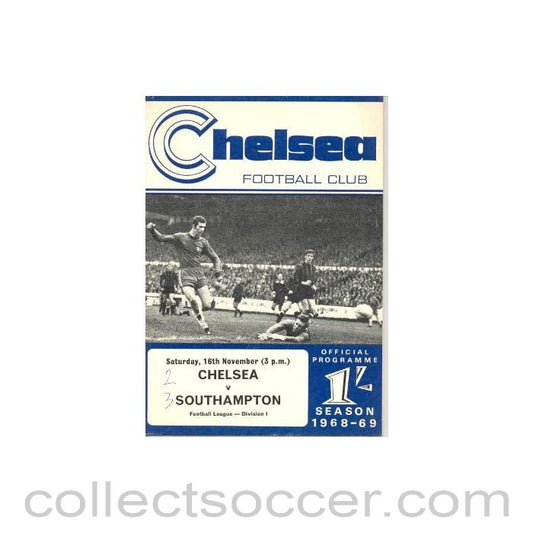 Chelsea
FOOTBALL CLUB
Saturday, 16th November (3 p.m.)
2 CHELSEA
v
3 SOUTHAMPTON
Football League — Division I
OFFICIAL
PROGRAMME
1/-
SEASON
1968-69
collectsoccer.com